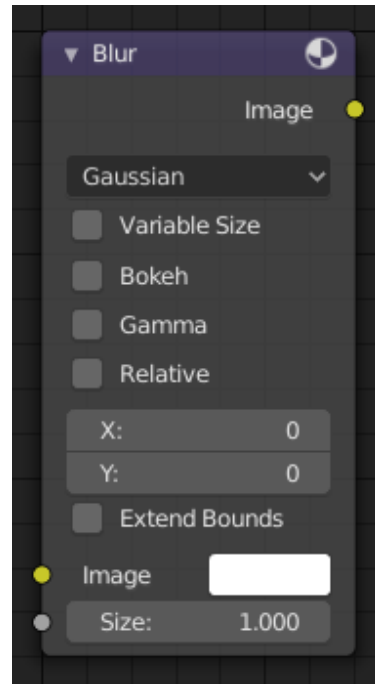 Blur
Image
Gaussian
Variable Size
Bokeh
Gamma
Relative
X: 0
Y: 0
Extend Bounds
Image
Size: 1.000